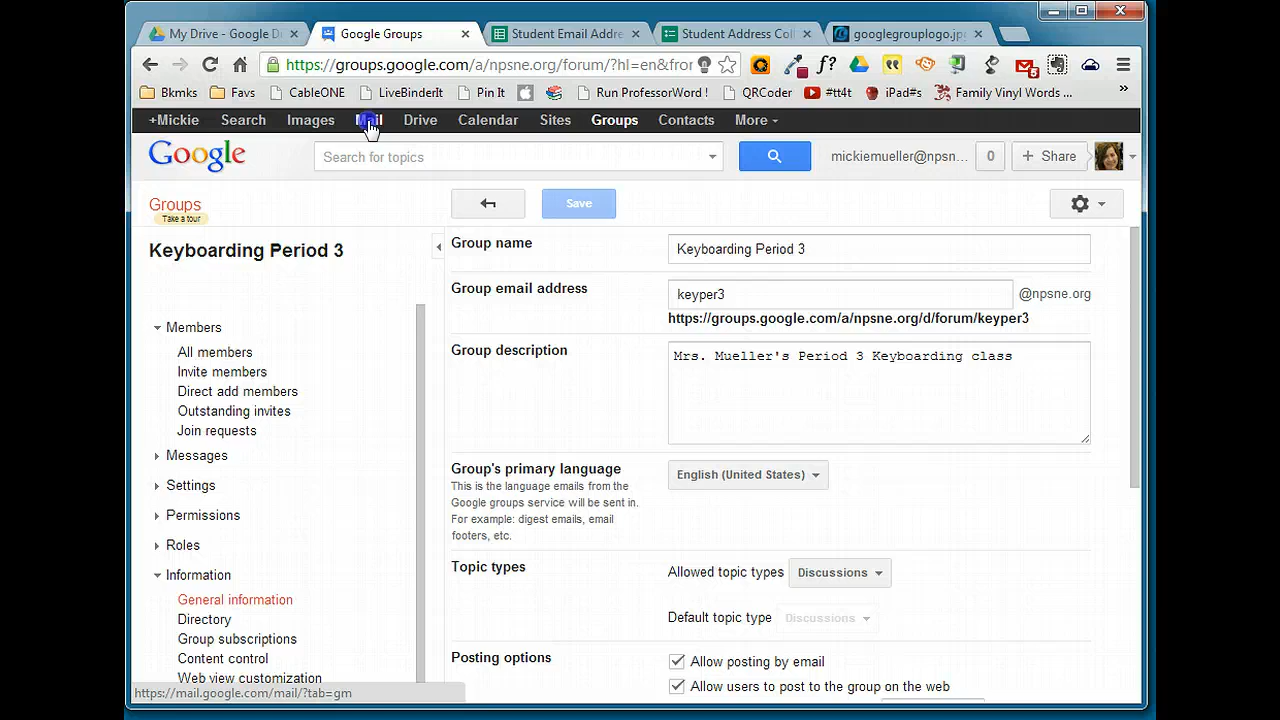 My Drive - Google D
Google Groups
Student Email Addre
Student Address Coll
googlegrouplogo.jp
https://groups.google.com/a/npsne.org/forum/?hl=en&fror
5
Bkmks
Favs
CableONE
LiveBinderIt
Pin It
Run ProfessorWord !
QRCoder
#tt4t
iPad#s
Family Vinyl Word ...
+Mickie
Search
Images
Mail
Drive
Calendar
Sites
Groups
Contacts
More
Google
Search for topics
mickiemueller@npsn...
0
+ Share
Groups
Take a tour
Save
Keyboarding Period 3
Group name
Keyboarding Period 3
Group email address
keyper3
@npsne.org
https://groups.google.com/a/npsne.org/d/forum/keyper3
Group description
Mrs. Mueller's Period 3 Keyboarding class
Members
All members
Invite members
Direct add members
Outstanding invites
Join requests
Messages
Settings
Permissions
Roles
Information
General information
Directory
Group subscriptions
Content control
Web view customization
Group's primary language
This is the language emails from the
Google groups service will be sent in.
For example: digest emails, email
footers, etc.
English (United States)
Topic types
Allowed topic types
Discussions
Default topic type
Discussions
Posting options
Allow posting by email
Allow users to post to the group on the web
https://mail.google.com/mail/?tab=gm